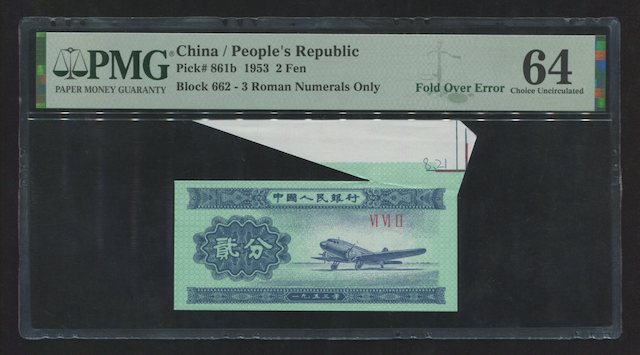 PMG
PAPER MONEY GUARANTY
China / People's Republic
Pick# 861b 1953 2 Fen
Block 662 - 3 Roman Numerals Only
Fold Over Error
64
Choice Uncirculated
8.21
中國人民銀行
VI VI II
貳分
一九五三年